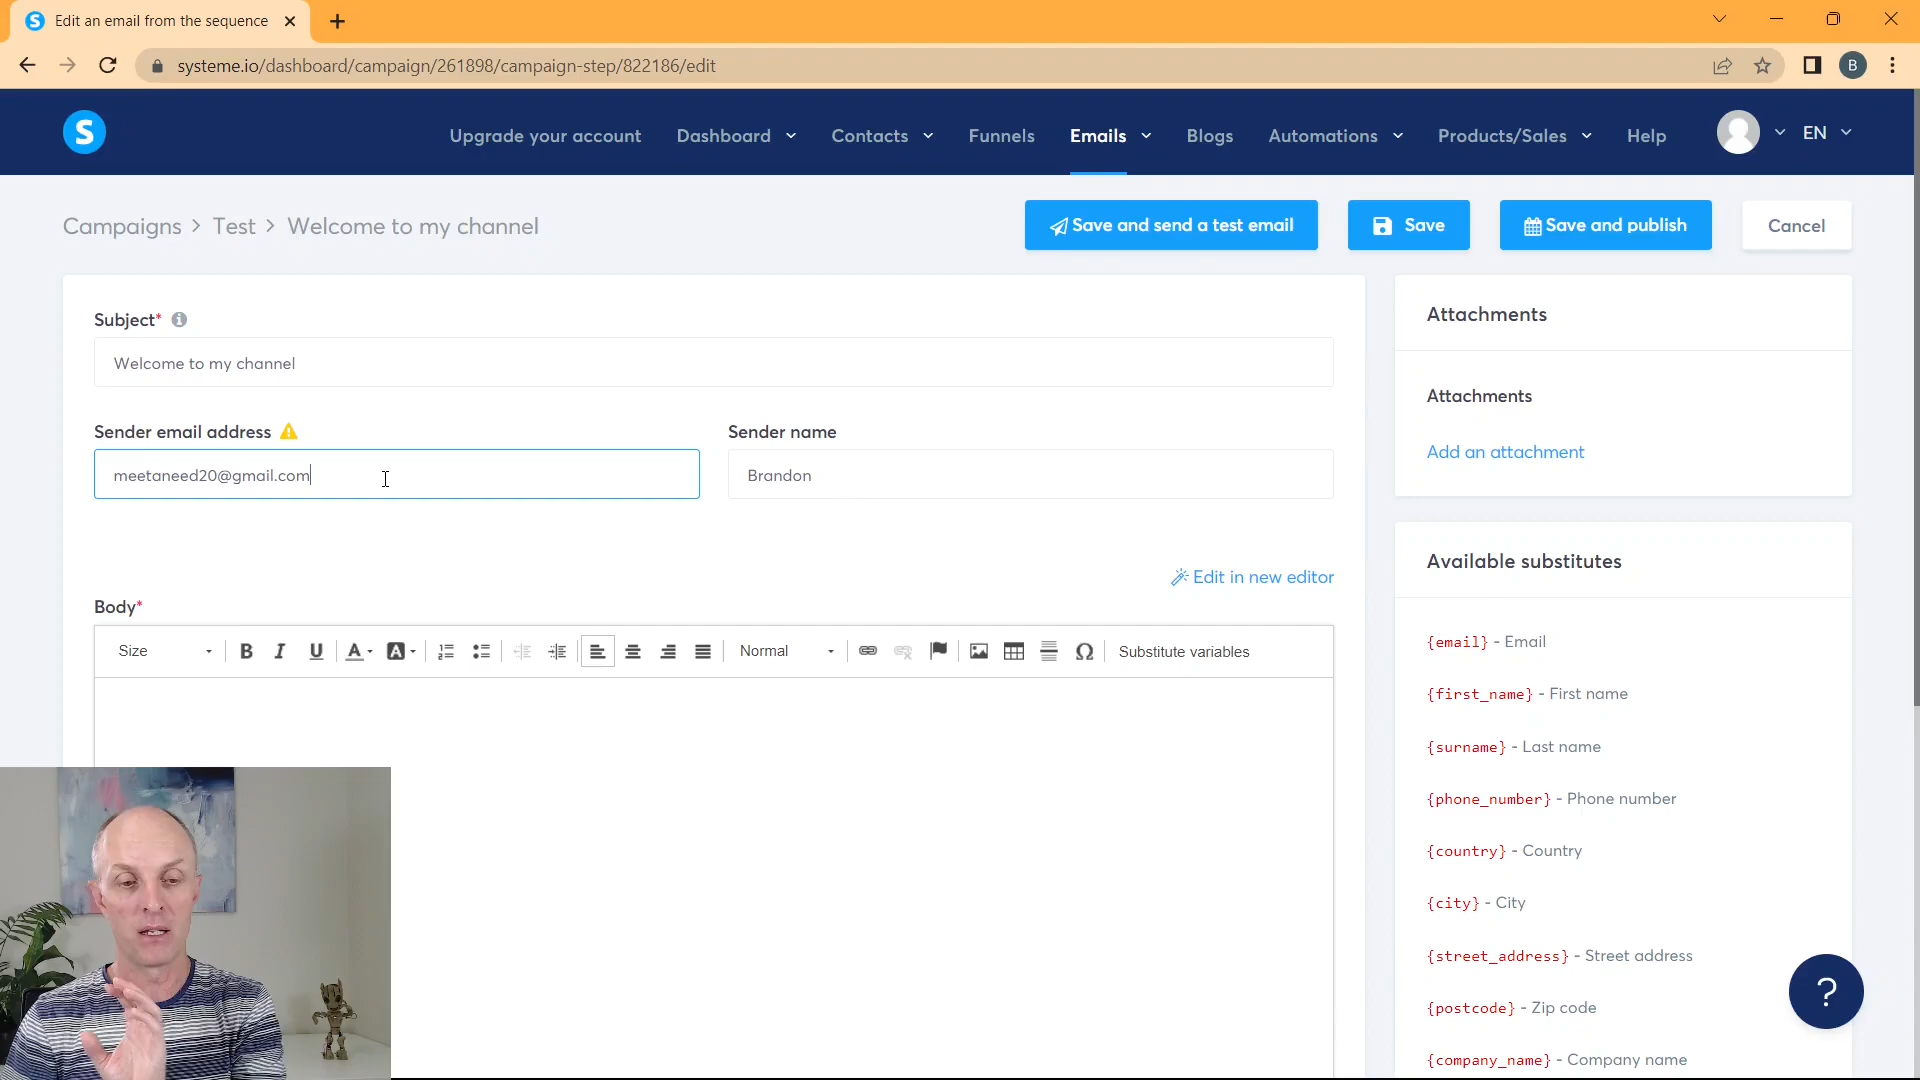 Edit an email from the sequence
systeme.io/dashboard/campaign/261898/campaign-step/822186/edit
B
S
Upgrade your account
Dashboard
Contacts
Funnels
Emails
Blogs
Automations
Products/Sales
Help
EN
Campaigns > Test > Welcome to my channel
Save and send a test email
Save
Save and publish
Cancel
Subject*
Welcome to my channel
Sender email address
Sender name
meetaneed20@gmail.com
Brandon
Edit in new editor
Body*
Size
B
I
U
A
A
Normal
Ω
Substitute variables
Attachments
Attachments
Add an attachment
Available substitutes
{email} - Email
{first_name} - First name
{surname} - Last name
{phone_number} - Phone number
{country} - Country
{city} - City
{street_address} - Street address
{postcode} - Zip code
{company_name} - Company name
?